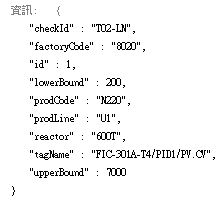 資訊:  {
"checkId" : "T02-LN",
"factoryCode" : "8020",
"id" : 1,
"lowerBound" : 200,
"prodCode" : "N220",
"prodLine" : "U1",
"reactor" : "600T",
"tagName" : "FIC-301A-T4/PID1/PV.CV",
"upperBound" : 7000
}